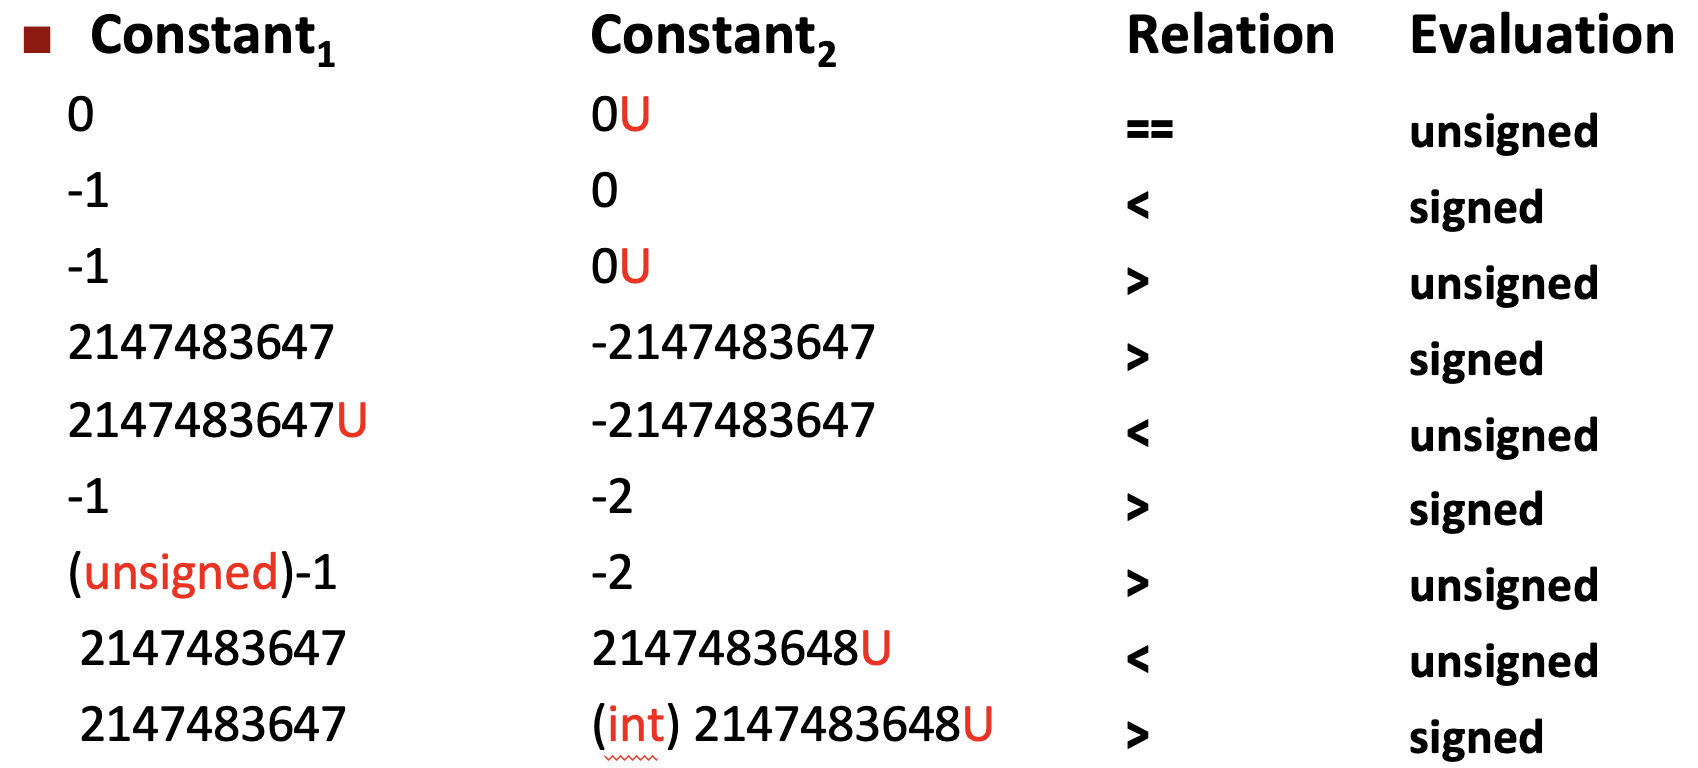 Constant1 Constant2 Relation Evaluation
0 0U == unsigned
-1 0 < signed
-1 0U > unsigned
2147483647 -2147483647 > signed
2147483647U -2147483647 < unsigned
-1 -2 > signed
(unsigned)-1 -2 > unsigned
2147483647 2147483648U < unsigned
2147483647 (int) 2147483648U > signed